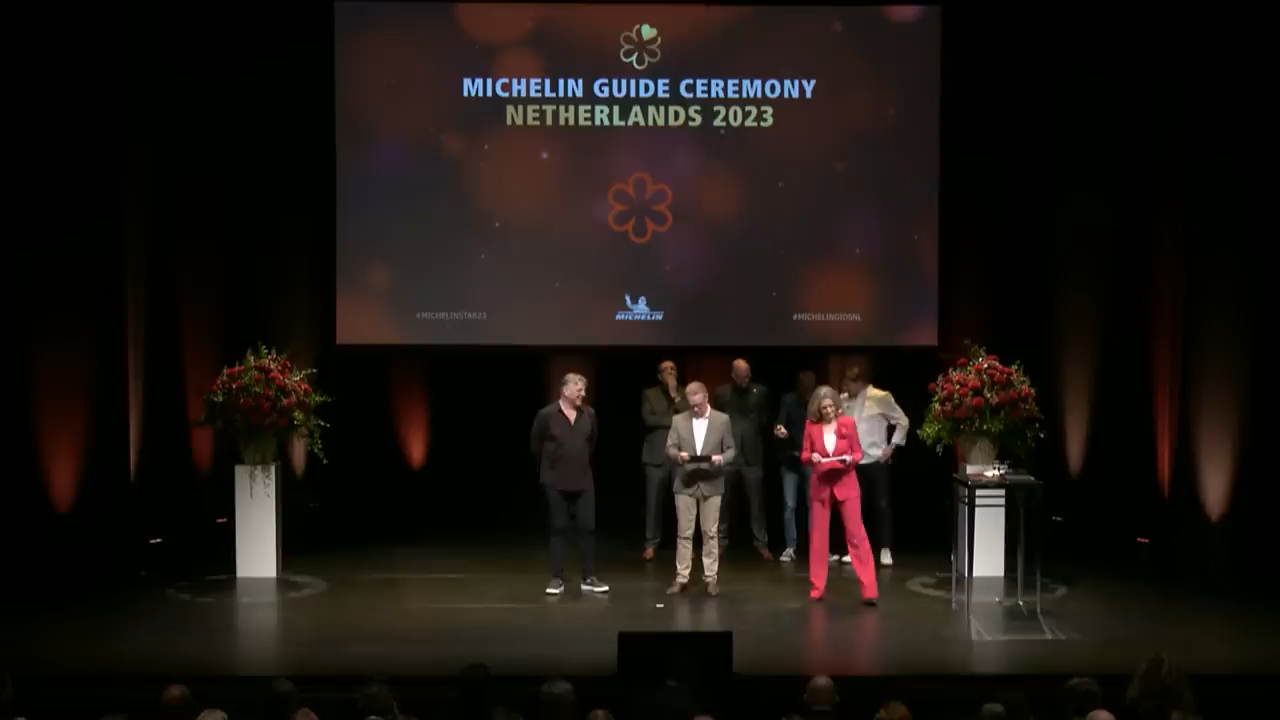 MICHELIN GUIDE CEREMONY
NETHERLANDS 2023
MICHELIN
#MICHELINSTAR23
#MICHELINGIDSNL